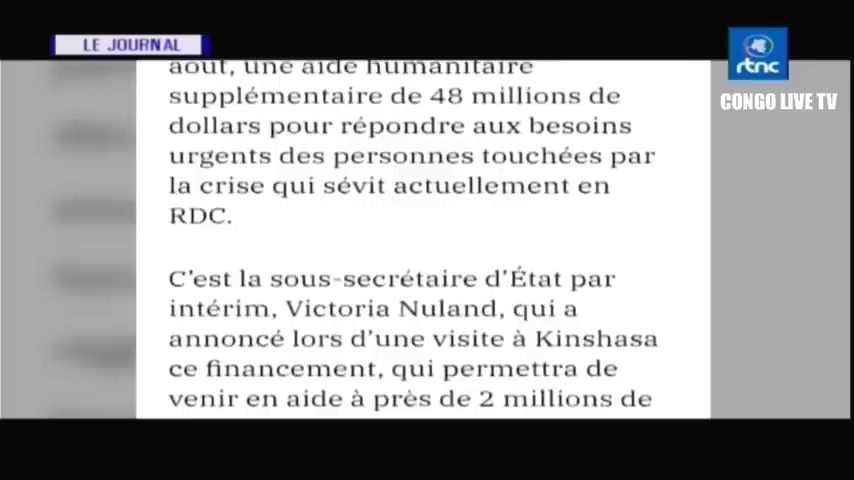 LE JOURNAL
rtnc
CONGO LIVE TV
août, une aide humanitaire
supplémentaire de 48 millions de
dollars pour répondre aux besoins
urgents des personnes touchées par
la crise qui sévit actuellement en
RDC.
C'est la sous-secrétaire d'État par
intérim, Victoria Nuland, qui a
annoncé lors d'une visite à Kinshasa
ce financement, qui permettra de
venir en aide à près de 2 millions de